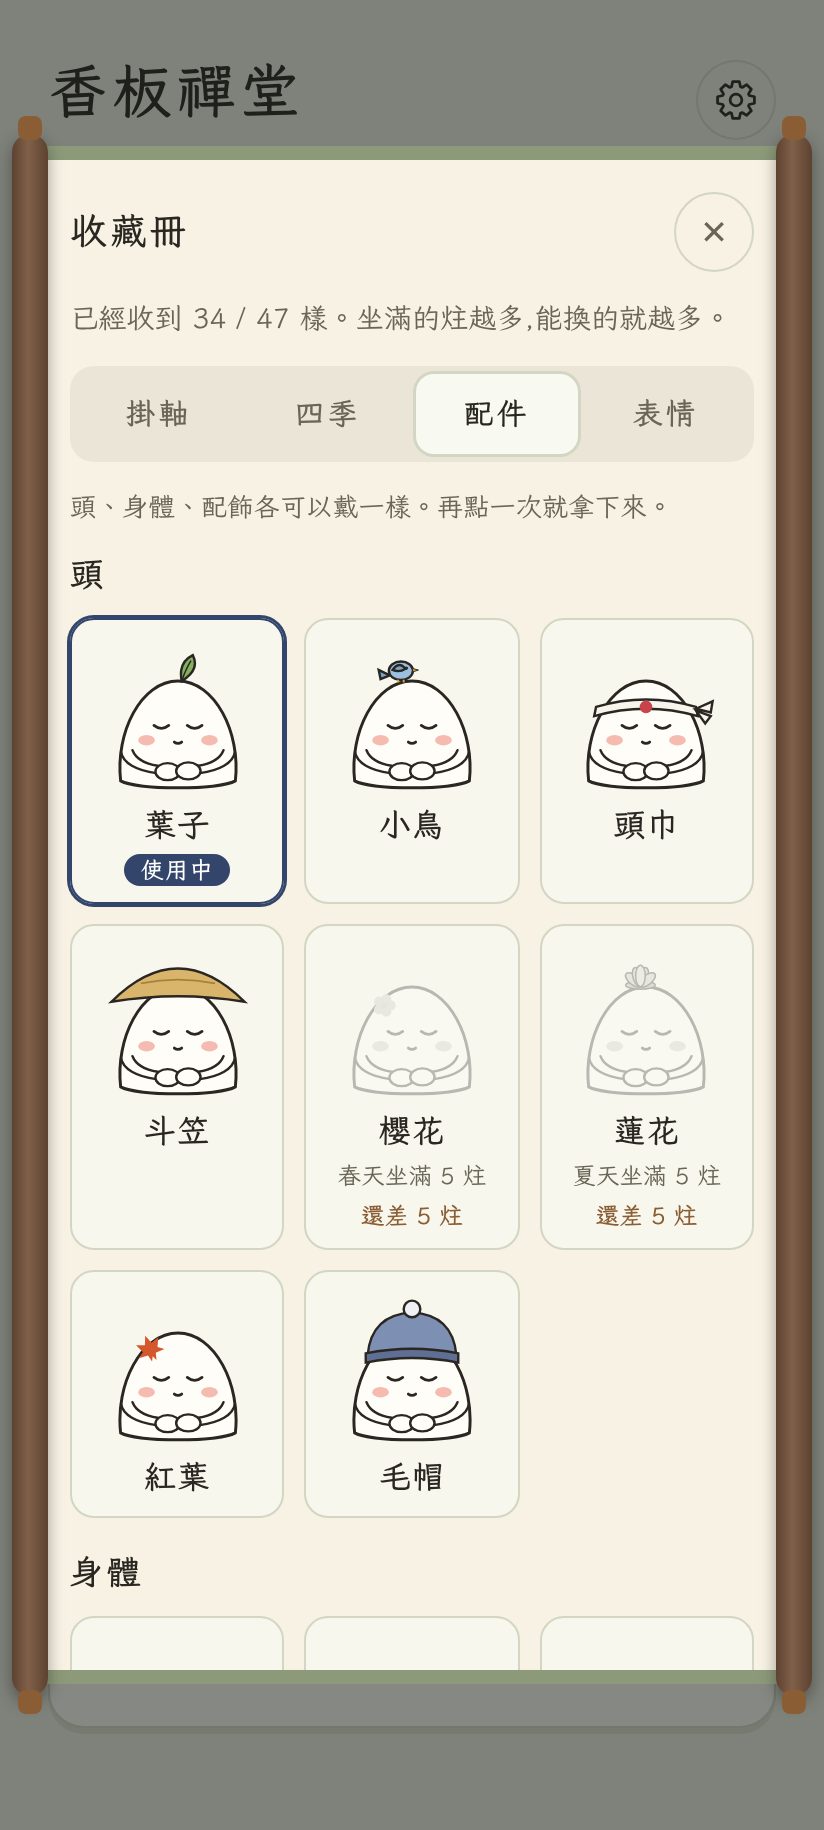 香板禪堂
收藏冊
已經收到 34 / 47 樣。坐滿的炷越多,能換的就越多。
掛軸 四季 配件 表情
頭、身體、配飾各可以戴一樣。再點一次就拿下來。
頭
葉子 小鳥 頭巾
使用中
斗笠 櫻花 蓮花
春天坐滿 5 炷 夏天坐滿 5 炷
還差 5 炷 還差 5 炷
紅葉 毛帽
身體